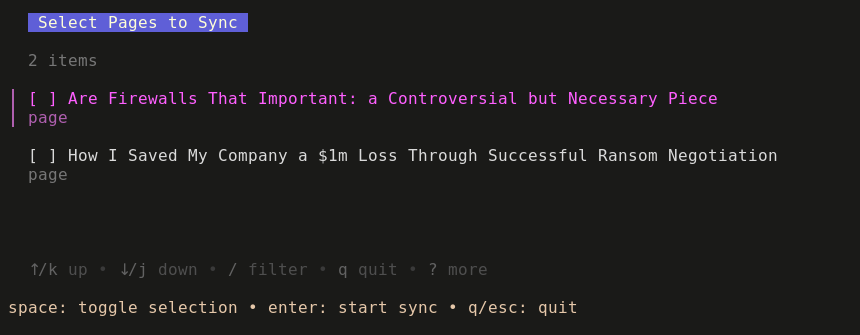 Select Pages to Sync
2 items
[ ] Are Firewalls That Important: a Controversial but Necessary Piece
page
[ ] How I Saved My Company a $1m Loss Through Successful Ransom Negotiation
page
↑/k up • ↓/j down • / filter • q quit • ? more
space: toggle selection • enter: start sync • q/esc: quit